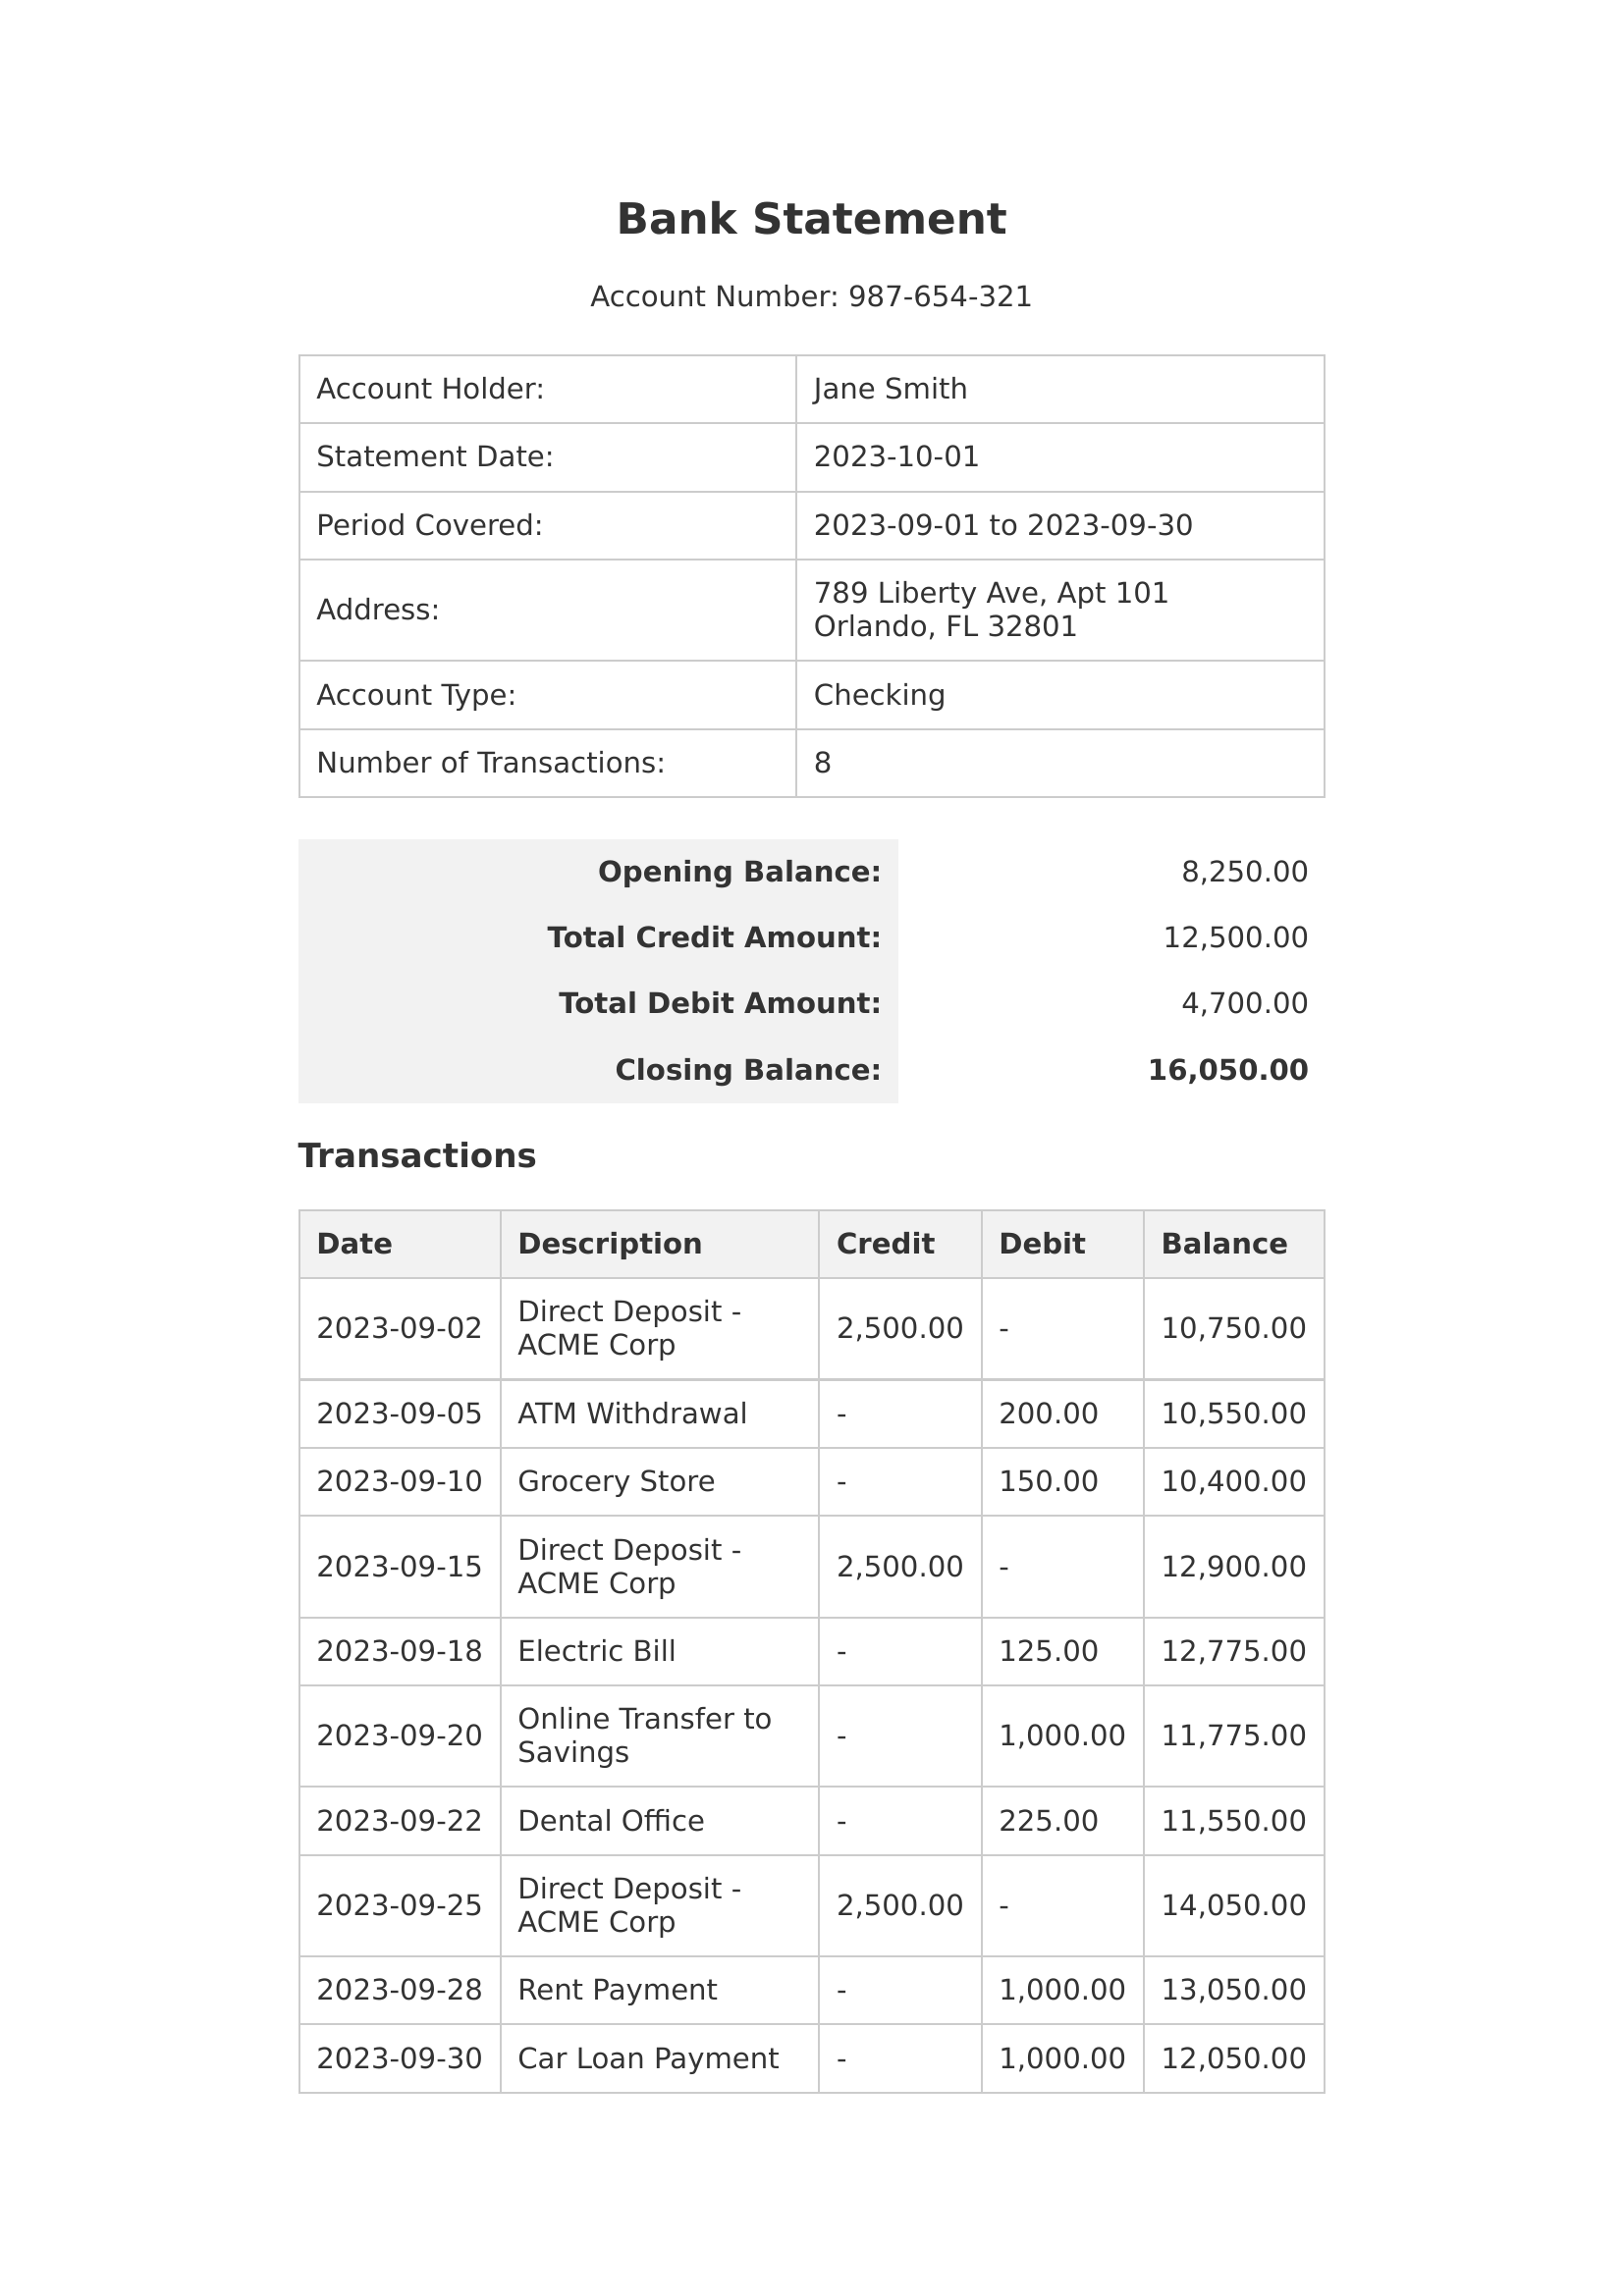 Bank Statement
Account Number: 987-654-321
Account Holder: Jane Smith
Statement Date: 2023-10-01
Period Covered: 2023-09-01 to 2023-09-30
Address: 789 Liberty Ave, Apt 101
Orlando, FL 32801
Account Type: Checking
Number of Transactions: 8
Opening Balance: 8,250.00
Total Credit Amount: 12,500.00
Total Debit Amount: 4,700.00
Closing Balance: 16,050.00
Transactions
Date Description Credit Debit Balance
2023-09-02 Direct Deposit - 2,500.00 - 10,750.00
ACME Corp
2023-09-05 ATM Withdrawal - 200.00 10,550.00
2023-09-10 Grocery Store - 150.00 10,400.00
2023-09-15 Direct Deposit - 2,500.00 - 12,900.00
ACME Corp
2023-09-18 Electric Bill - 125.00 12,775.00
2023-09-20 Online Transfer to - 1,000.00 11,775.00
Savings
2023-09-22 Dental Office - 225.00 11,550.00
2023-09-25 Direct Deposit - 2,500.00 - 14,050.00
ACME Corp
2023-09-28 Rent Payment - 1,000.00 13,050.00
2023-09-30 Car Loan Payment - 1,000.00 12,050.00